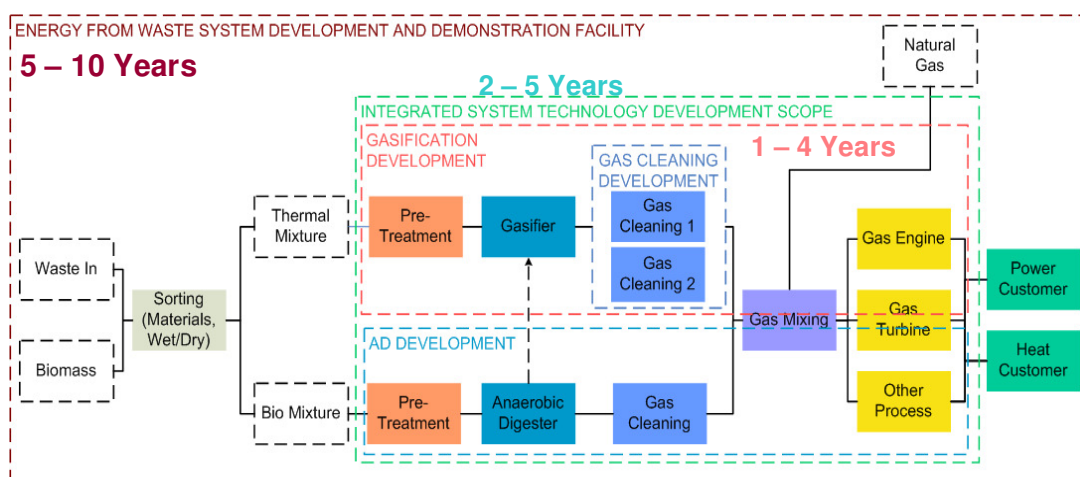 ENERGY FROM WASTE SYSTEM DEVELOPMENT AND DEMONSTRATION FACILITY
5 – 10 Years
Natural
Gas
2 – 5 Years
INTEGRATED SYSTEM TECHNOLOGY DEVELOPMENT SCOPE
GASIFICATION
DEVELOPMENT
1 – 4 Years
GAS CLEANING
DEVELOPMENT
Thermal
Mixture
Pre-
Treatment
Gasifier
Gas
Cleaning 1
Gas
Cleaning 2
Waste In
Biomass
Sorting
(Materials,
Wet/Dry)
Gas Mixing
Gas Engine
Gas
Turbine
Other
Process
Power
Customer
Heat
Customer
AD DEVELOPMENT
Bio Mixture
Pre-
Treatment
Anaerobic
Digester
Gas
Cleaning